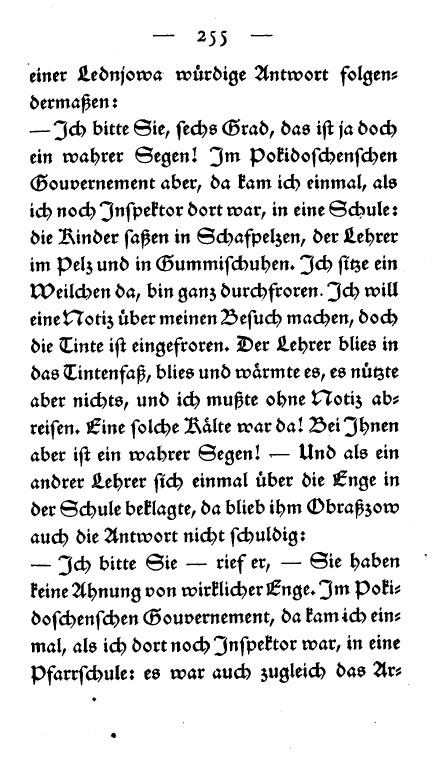 — 255 —
einer Lednjowa würdige Antwort folgen=
dermaßen:
— Ich bitte Sie, sechs Grad, das ist ja doch
ein wahrer Segen! Im Pokidoschenschen
Gouvernement aber, da kam ich einmal, als
ich noch Inspektor dort war, in eine Schule:
die Kinder saßen in Schafpelzen, der Lehrer
im Pelz und in Gummischuhen. Ich sitze ein
Weilchen da, bin ganz durchfroren. Ich will
eine Notiz über meinen Besuch machen, doch
die Tinte ist eingefroren. Der Lehrer blies in
das Tintenfaß, blies und wärmte es, es nützte
aber nichts, und ich mußte ohne Notiz ab=
reisen. Eine solche Kälte war da! Bei Ihnen
aber ist ein wahrer Segen! — Und als ein
andrer Lehrer sich einmal über die Enge in
der Schule beklagte, da blieb ihm Obraßzow
auch die Antwort nicht schuldig:
— Ich bitte Sie — rief er, — Sie haben
keine Ahnung von wirklicher Enge. Im Poki=
doschenschen Gouvernement, da kam ich ein=
mal, als ich dort noch Inspektor war, in eine
Pfarrschule: es war auch zugleich das Ar=